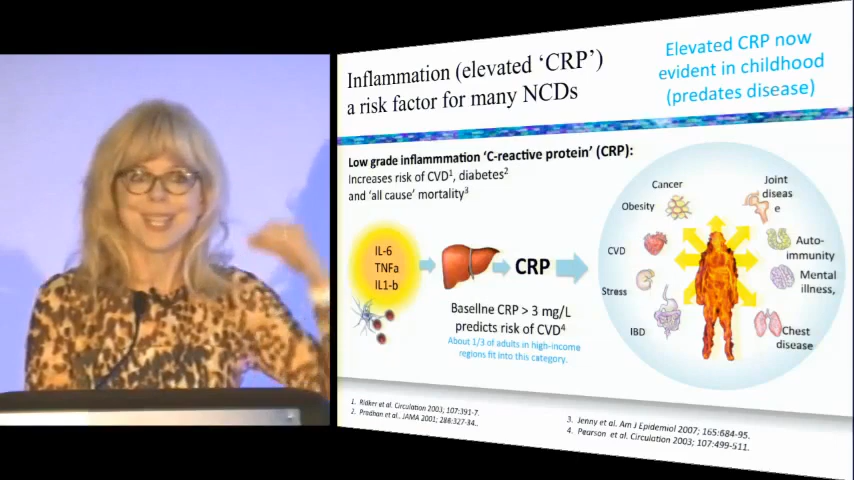 Inflammation (elevated ‘CRP’)
a risk factor for many NCDs
Elevated CRP now
evident in childhood
(predates disease)
Low grade inflammmation ‘C-reactive protein’ (CRP):
Increases risk of CVD¹, diabetes²
and ‘all cause’ mortality³
IL-6
TNFa
IL1-b
CRP
Baseline CRP > 3 mg/L
predicts risk of CVD⁴
About 1/3 of adults in high-income
regions fit into this category.
Cancer
Obesity
CVD
Stress
IBD
Joint
diseas
e
Auto-
immunity
Mental
illness,
Chest
disease
1. Ridker et al. Circulation 2003; 107:391-7.
2. Pradhan et al., JAMA 2001; 286:327-34..
3. Jenny et al. Am J Epidemiol 2007; 165:684-95.
4. Pearson et al. Circulation 2003; 107:499-511.